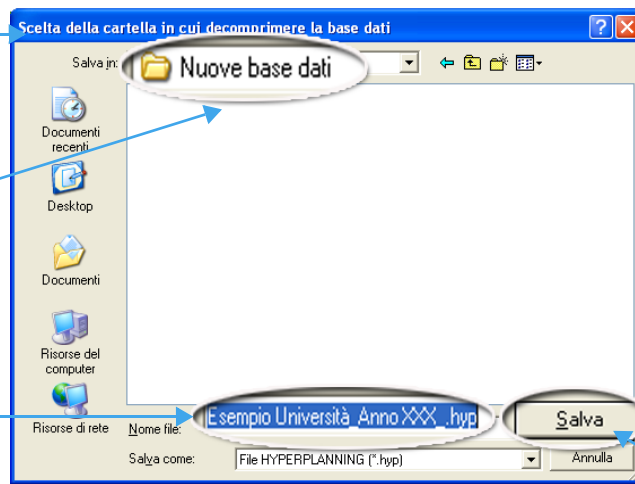 Scelta della cartella in cui decomprimere la base dati
Salva in:
Nuove base dati
Documenti
recenti
Desktop
Documenti
Risorse del
computer
Risorse di rete
Nome file:
Esempio Università_Anno XXX_.hyp
Salva
Salva come:
File HYPERPLANNING (*.hyp)
Annulla